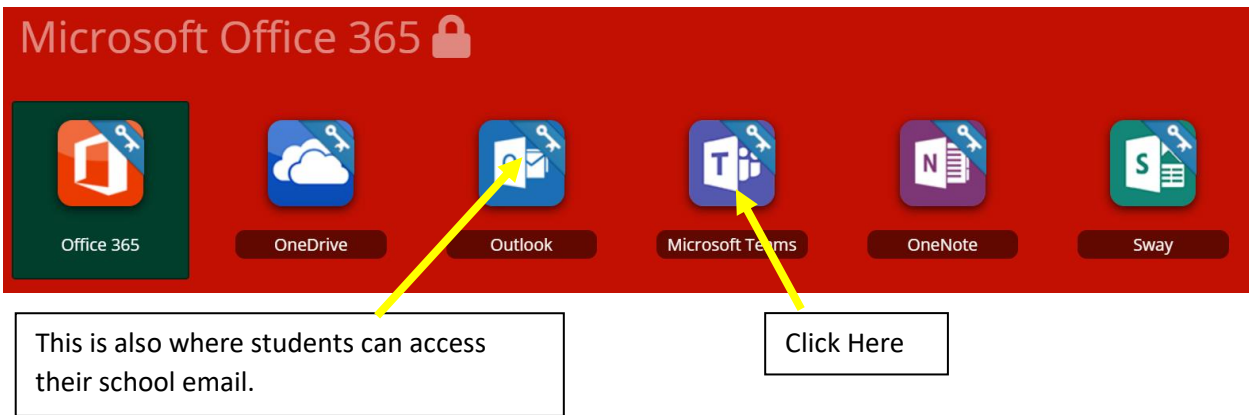 Microsoft Office 365
T
N
S
Office 365
OneDrive
Outlook
Microsoft Teams
OneNote
Sway
This is also where students can access
their school email.
Click Here